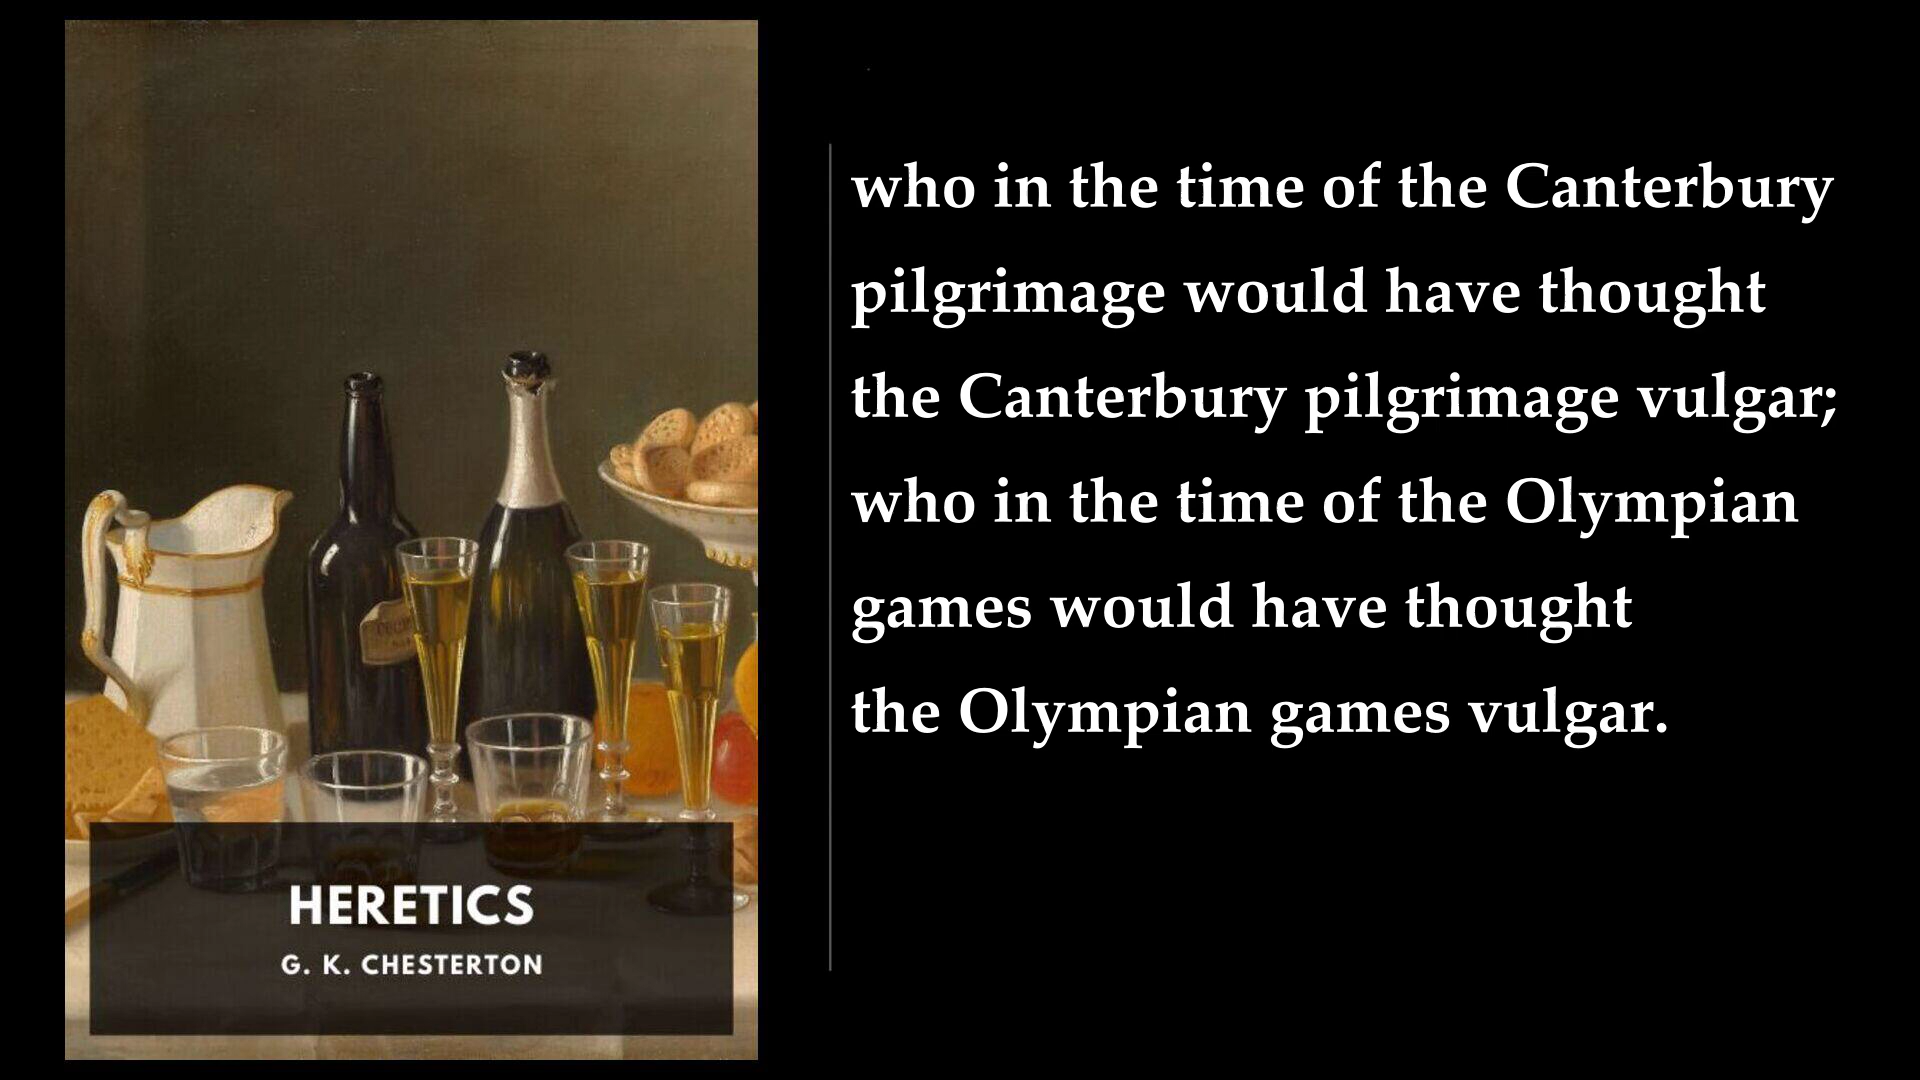 who in the time of the Canterbury
pilgrimage would have thought
the Canterbury pilgrimage vulgar;
who in the time of the Olympian
games would have thought
the Olympian games vulgar.
HERETICS
G. K. CHESTERTON